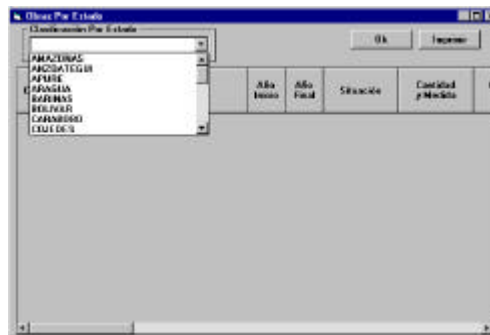 Obras Por Estado
Clasificación Por Estado
Ok
Imprimir
AMAZONAS
ANZOATEGUI
APURE
ARAGUA
BARINAS
BOLIVAR
CARABOBO
COJEDES
Año Inicio
Año Final
Situación
Cantidad y Medida